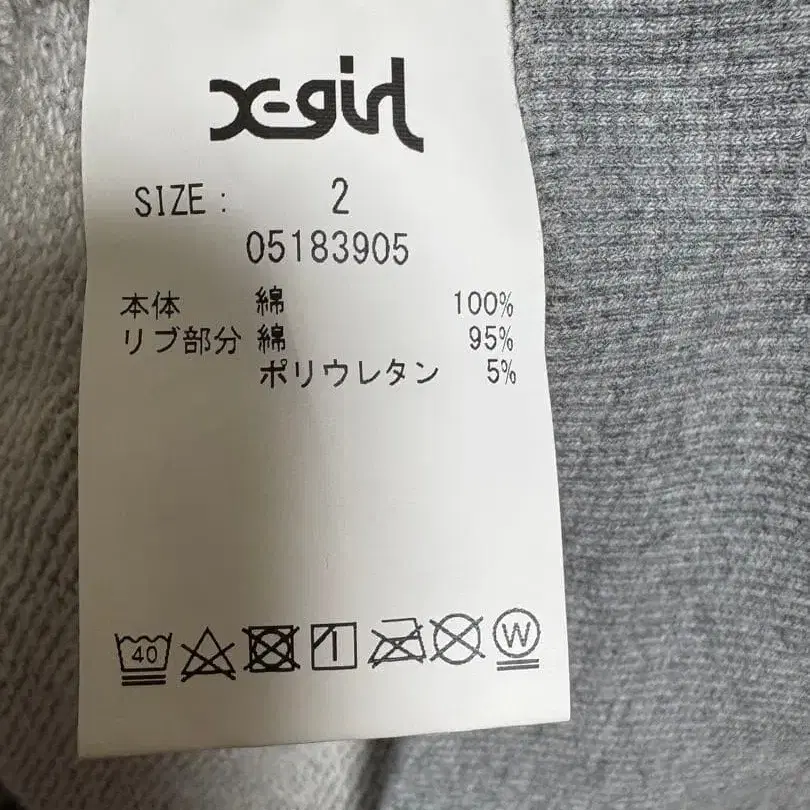 X-girl
SIZE : 2
05183905
本体 綿 100%
リブ部分 綿 95%
ポリウレタン 5%
40 W